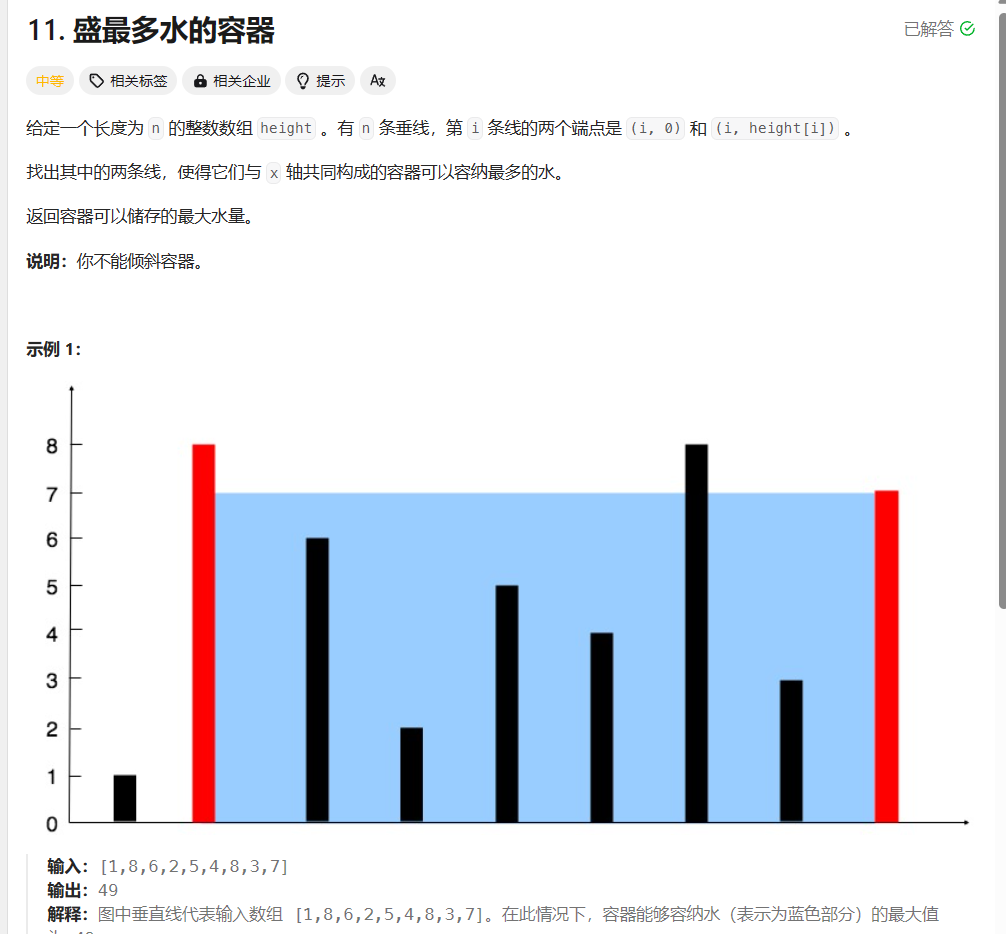 11. 盛最多水的容器
已解答
中等 相关标签 相关企业 提示
给定一个长度为 n 的整数数组 height 。有 n 条垂线，第 i 条线的两个端点是 (i, 0) 和 (i, height[i]) 。
找出其中的两条线，使得它们与 x 轴共同构成的容器可以容纳最多的水。
返回容器可以储存的最大水量。
说明：你不能倾斜容器。
示例 1：
8
7
6
5
4
3
2
1
0
输入：[1,8,6,2,5,4,8,3,7]
输出：49
解释：图中垂直线代表输入数组 [1,8,6,2,5,4,8,3,7]。在此情况下，容器能够容纳水（表示为蓝色部分）的最大值